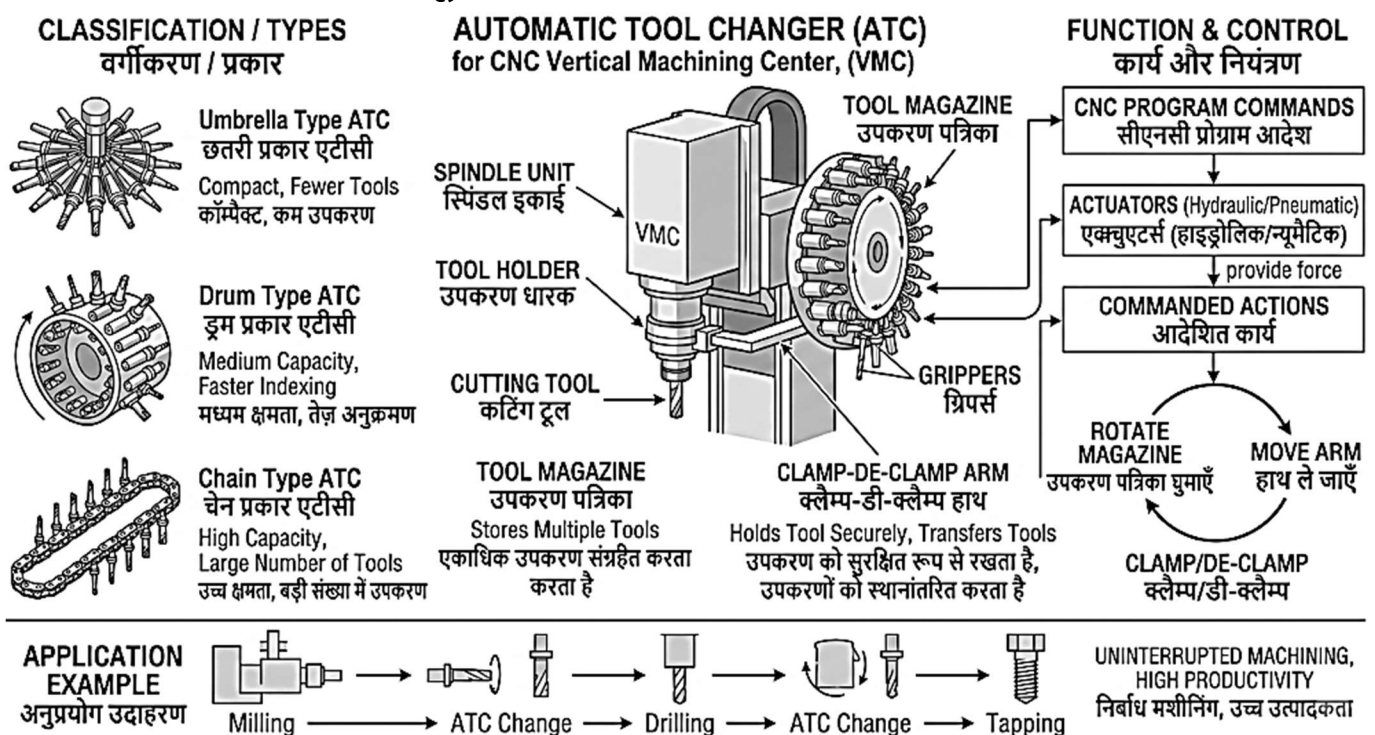 CLASSIFICATION / TYPES
वर्गीकरण / प्रकार
Umbrella Type ATC
छतरी प्रकार एटीसी
Compact, Fewer Tools
कॉम्पैक्ट, कम उपकरण
Drum Type ATC
ड्रम प्रकार एटीसी
Medium Capacity,
Faster Indexing
मध्यम क्षमता, तेज़ अनुक्रमण
Chain Type ATC
चेन प्रकार एटीसी
High Capacity,
Large Number of Tools
उच्च क्षमता, बड़ी संख्या में उपकरण
AUTOMATIC TOOL CHANGER (ATC)
for CNC Vertical Machining Center, (VMC)
TOOL MAGAZINE
उपकरण पत्रिका
SPINDLE UNIT
स्पिंडल इकाई
VMC
TOOL HOLDER
उपकरण धारक
CUTTING TOOL
कटिंग टूल
GRIPPERS
ग्रिपर्स
TOOL MAGAZINE
उपकरण पत्रिका
Stores Multiple Tools
एकाधिक उपकरण संग्रहित करता
करता है
CLAMP-DE-CLAMP ARM
क्लैम्प-डी-क्लैम्प हाथ
Holds Tool Securely, Transfers Tools
उपकरण को सुरक्षित रूप से रखता है,
उपकरणों को स्थानांतरित करता है
FUNCTION & CONTROL
कार्य और नियंत्रण
CNC PROGRAM COMMANDS
सीएनसी प्रोग्राम आदेश
ACTUATORS (Hydraulic/Pneumatic)
एक्चुएटर्स (हाइड्रोलिक/न्यूमैटिक)
provide force
COMMANDED ACTIONS
आदेशित कार्य
ROTATE
MAGAZINE
उपकरण पत्रिका घुमाएँ
MOVE ARM
हाथ ले जाएँ
CLAMP/DE-CLAMP
क्लैम्प/डी-क्लैम्प
APPLICATION
EXAMPLE
अनुप्रयोग उदाहरण
Milling
ATC Change
Drilling
ATC Change
Tapping
UNINTERRUPTED MACHINING,
HIGH PRODUCTIVITY
निर्बाध मशीनिंग, उच्च उत्पादकता